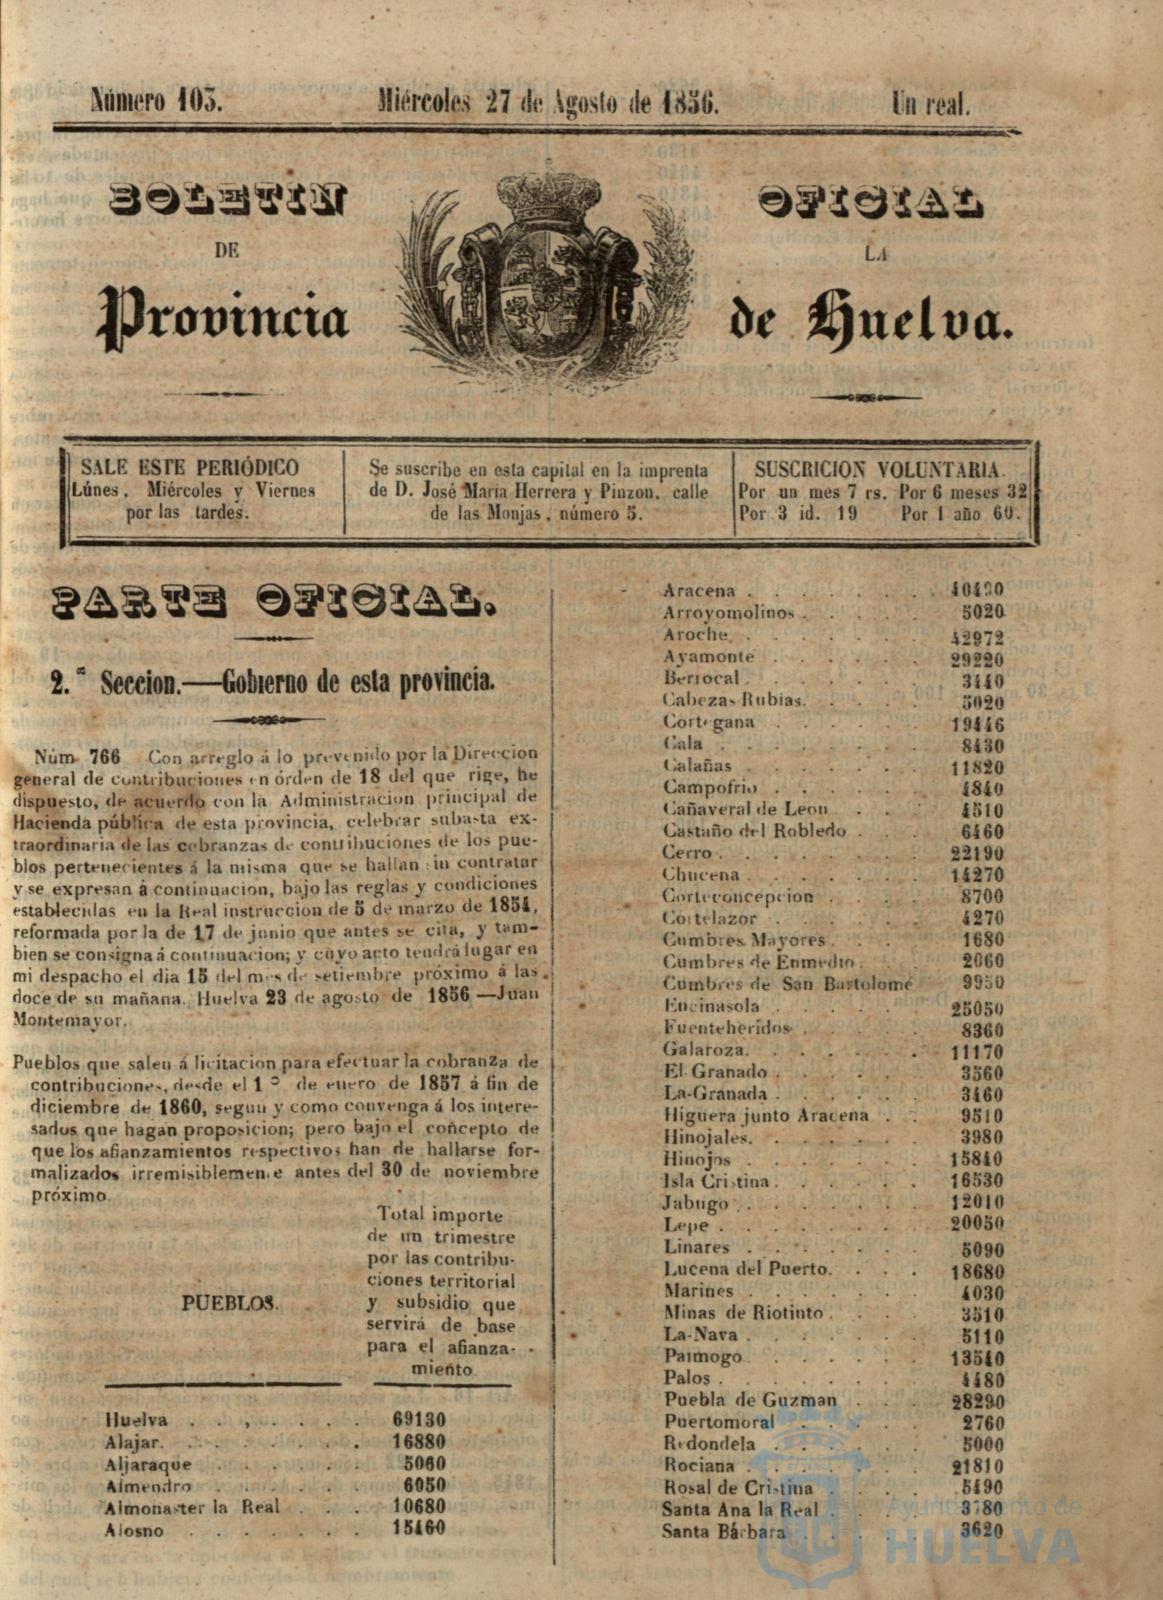 Número 103. Miércoles 27 de Agosto de 1856. Un real.
BOLETIN OFICIAL
DE LA
Provincia de Huelva.
SALE ESTE PERIÓDICO
Lúnes, Miércoles y Viernes
por las tardes.
Se suscribe en esta capital en la imprenta
de D. José María Herrera y Pinzon, calle
de las Monjas, número 5.
SUSCRICION VOLUNTARIA.
Por un mes 7 rs. Por 6 meses 32
Por 3 id. 19 Por 1 año 60.
PARTE OFICIAL.
2.ª Seccion.—Gobierno de esta provincia.
Núm 766 Con arreglo á lo prevenido por la Direccion
general de contribuciones en órden de 18 del que rige, he
dispuesto, de acuerdo con la Administracion principal de
Hacienda pública de esta provincia, celebrar subasta ex-
traordinaria de las cobranzas de contribuciones de los pue-
blos pertenecientes á la misma que se hallan sin contratar
y se expresan á continuacion, bajo las reglas y condiciones
establecidas en la Real instruccion de 5 de marzo de 1854,
reformada por la de 17 de junio que antes se cita, y tam-
bien se consigna á continuacion; y cuyo acto tendrá lugar en
mi despacho el dia 15 del mes de setiembre próximo á las
doce de su mañana. Huelva 23 de agosto de 1856 —Juan
Montemayor.
Pueblos que salen á licitacion para efectuar la cobranza de
contribuciones, desde el 1º de enero de 1857 á fin de
diciembre de 1860, segun y como convenga á los intere-
sados que hagan proposicion; pero bajo el concepto de
que los afianzamientos respectivos han de hallarse for-
malizados irremisiblemente antes del 30 de noviembre
próximo.
PUEBLOS.
Total importe
de un trimestre
por las contribu-
ciones territorial
y subsidio que
servirá de base
para el afianza-
miento.
Huelva . . . . . . . 69130
Alajar. . . . . . . . 16880
Aljaraque . . . . . . 5060
Almendro . . . . . . 6050
Almonaster la Real . . . 10680
Alosno . . . . . . . 15460
Aracena . . . . . . .
Arroyomolinos . . . . . 5020
Aroche . . . . . . . 42972
Ayamonte . . . . . . 29220
Berrocal . . . . . . . 3440
Cabezas Rubias. . . . . 5020
Cortegana . . . . . . 19446
Cala . . . . . . . . 8430
Calañas . . . . . . . 11820
Campofrio . . . . . . 4840
Cañaveral de Leon . . . 4510
Castaño del Robledo . . . 6460
Cerro . . . . . . . . 22190
Chucena . . . . . . . 14270
Corteconcepcion . . . . 8700
Cortelazor . . . . . . 4270
Cumbres Mayores . . . . 1680
Cumbres de Enmedio. . . 2060
Cumbres de San Bartolomé 9950
Encinasola . . . . . . 25050
Fuenteheridos . . . . . 8360
Galaroza. . . . . . . 11170
El Granado . . . . . . 3560
La-Granada . . . . . . 3460
Higuera junto Aracena . . 9510
Hinojales. . . . . . . 3980
Hinojos . . . . . . . 15840
Isla Cristina . . . . . . 16530
Jabugo . . . . . . . 12010
Lepe . . . . . . . . 20050
Linares . . . . . . . 5090
Lucena del Puerto. . . . 18680
Marines . . . . . . . 4030
Minas de Riotinto . . . . 3510
La-Nava . . . . . . . 5110
Paimogo . . . . . . . 13540
Palos . . . . . . . . 4480
Puebla de Guzman . . . 28290
Puertomoral . . . . . 2760
Redondela . . . . . . 5000
Rociana . . . . . . . 21810
Rosal de Cristina . . . . 5490
Santa Ana la Real . . . . 3780
Santa Bárbara . . . . . 3620
Ayuntamiento de
HUELVA